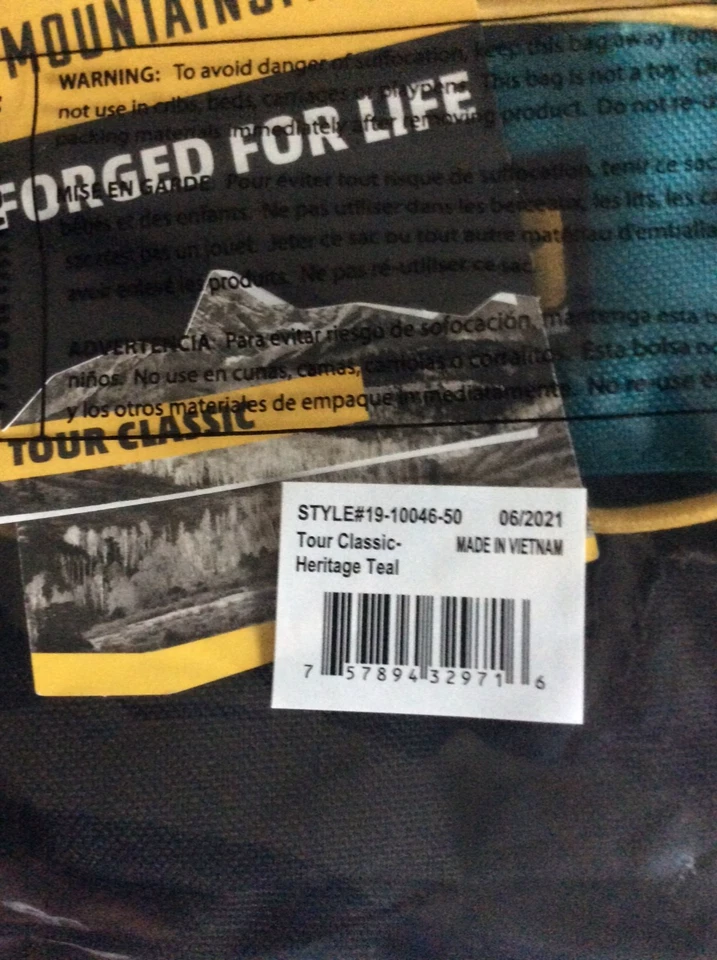 MOUNTAINS
WARNING: To avoid danger of suffocation, keep this bag away from
not use in cribs, beds, carriages or playpens. This bag is not a toy.
packing materials immediately after removing product. Do not re-u
FORGED FOR LIFE
MISE EN GARDE: Pour éviter tout risque de suffocation, tenir ce sac
bébés et des enfants. Ne pas utiliser dans les berceaux, les lits, les
sac n'est pas un jouet. Jeter ce sac ou tout autre matériau d'emballa
avoir enlevé les produits. Ne pas ré-utiliser ce sac.
ADVERTENCIA: Para evitar riesgo de sofocación, mantenga esta b
niños. No use en cunas, camas, carriolas o corralitos. Esta bolsa no
y los otros materiales de empaque inmediatamente. No re-use
TOUR CLASSIC
STYLE#19-10046-50 06/2021
Tour Classic- MADE IN VIETNAM
Heritage Teal
7 57894 32971 6